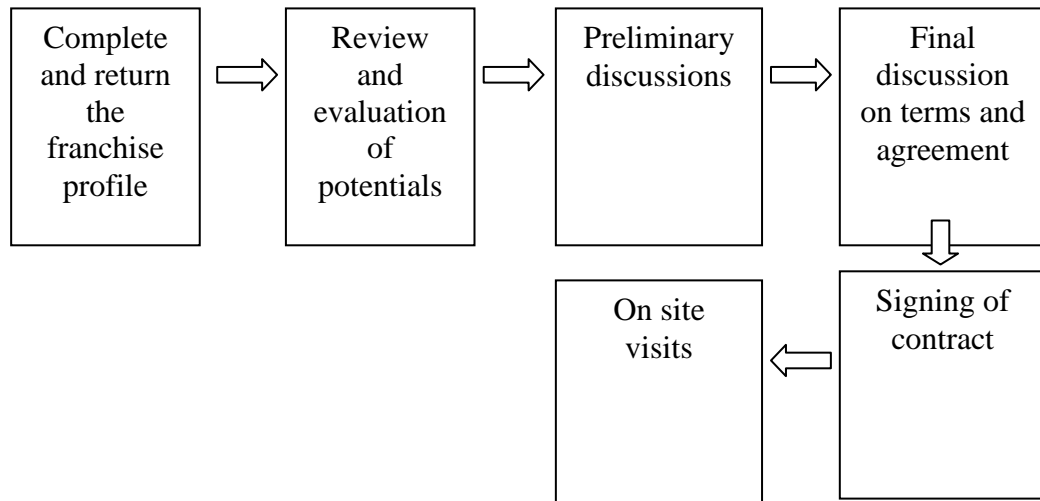 Complete
and return
the
franchise
profile
Review
and
evaluation
of
potentials
Preliminary
discussions
Final
discussion
on terms and
agreement
Signing of
contract
On site
visits